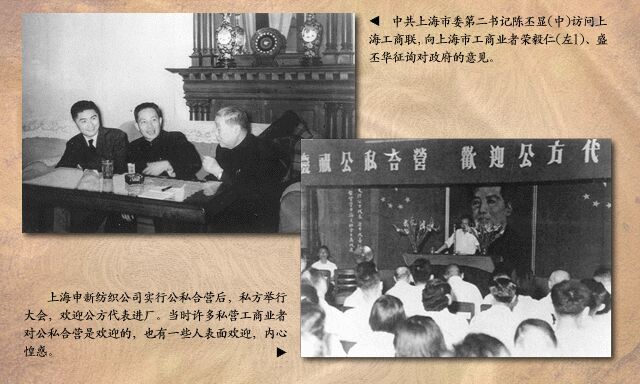 ◀ 中共上海市委第二书记陈丕显(中)访问上
海工商联，向上海市工商业者荣毅仁(左1)、盛
丕华征询对政府的意见。
慶祝公私合營 歡迎公方代
上海申新纺织公司实行公私合营后，私方举行
大会，欢迎公方代表进厂。当时许多私营工商业者
对公私合营是欢迎的，也有一些人表面欢迎，内心
惶惑。 ▶